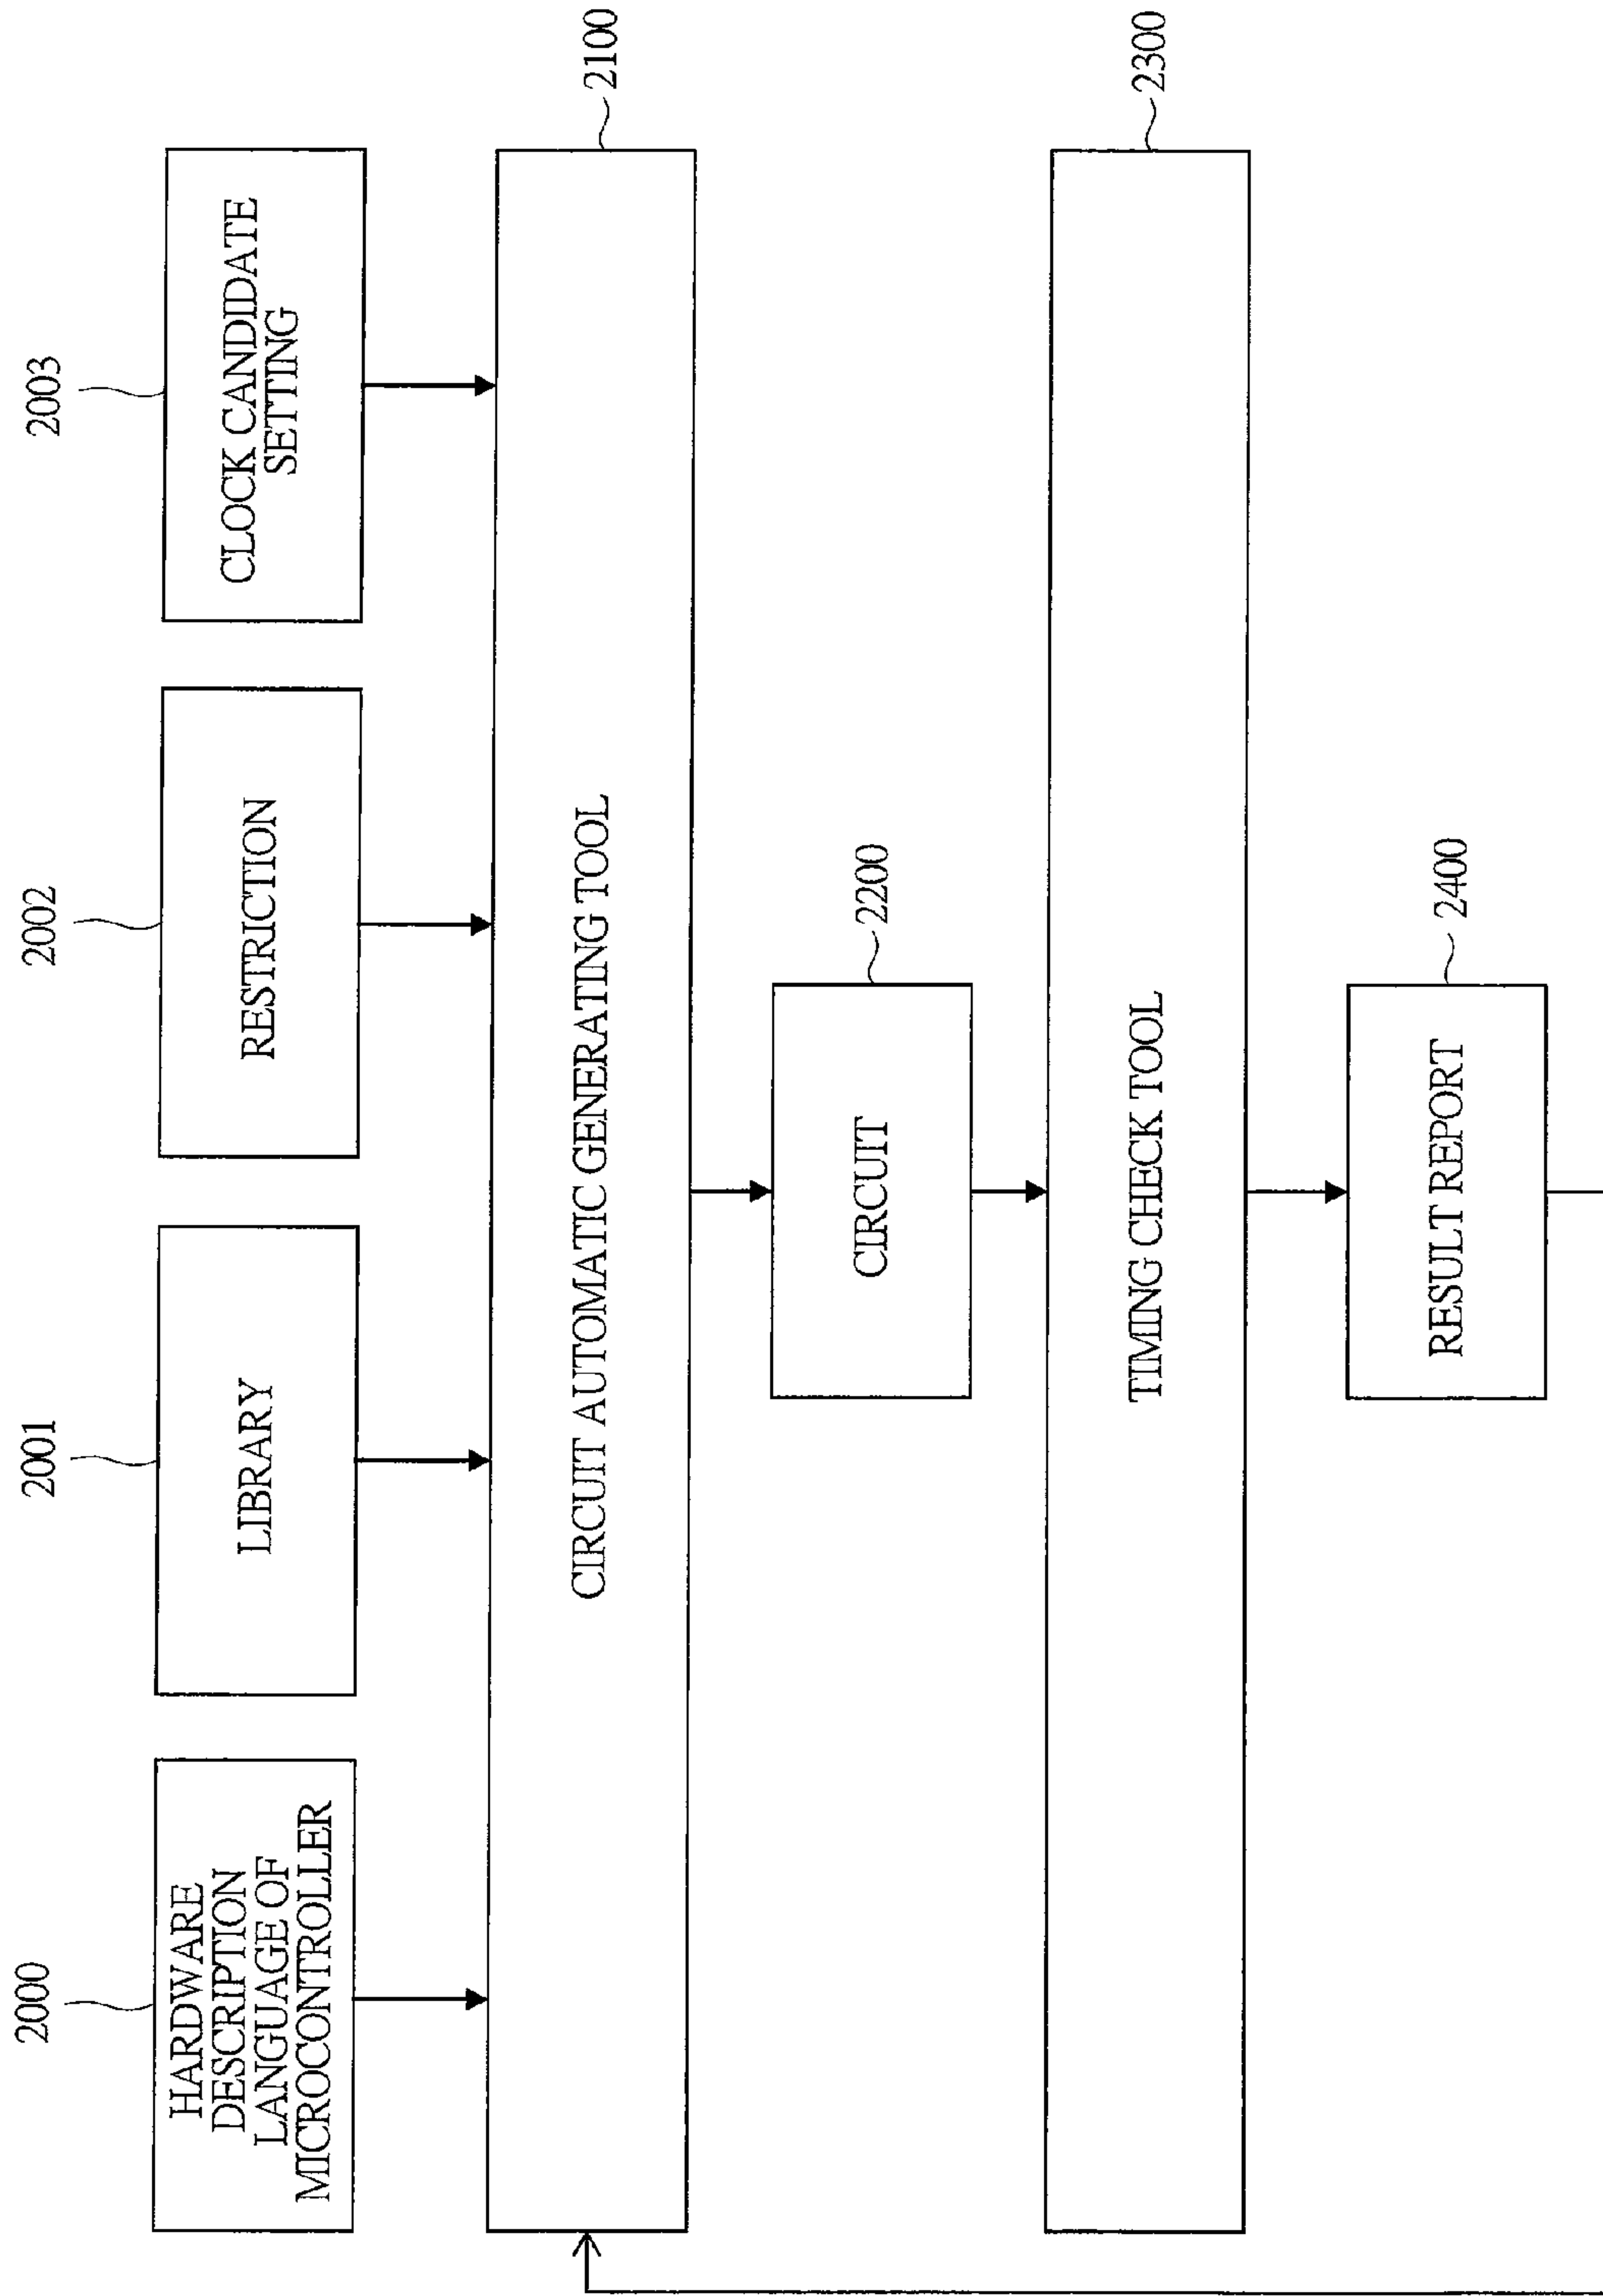 2000
HARDWARE
DESCRIPTION
LANGUAGE OF
MICROCONTROLLER
2001
LIBRARY
2002
RESTRICTION
2003
CLOCK CANDIDATE
SETTING
CIRCUIT AUTOMATIC GENERATING TOOL
2100
CIRCUIT
2200
TIMING CHECK TOOL
2300
RESULT REPORT
2400